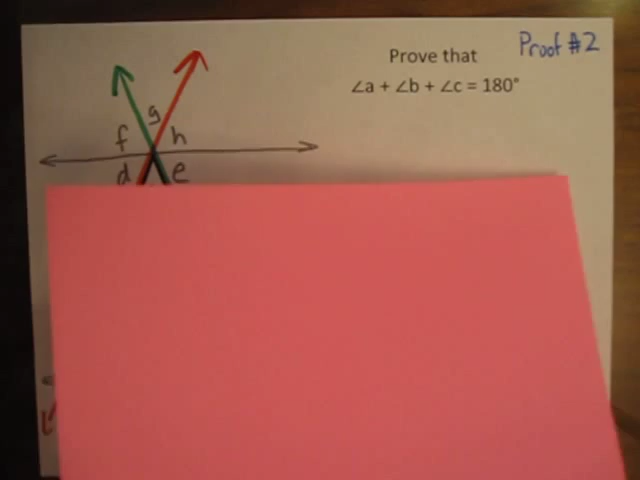 Proof #2
Prove that
∠a + ∠b + ∠c = 180°
g
f h
d e